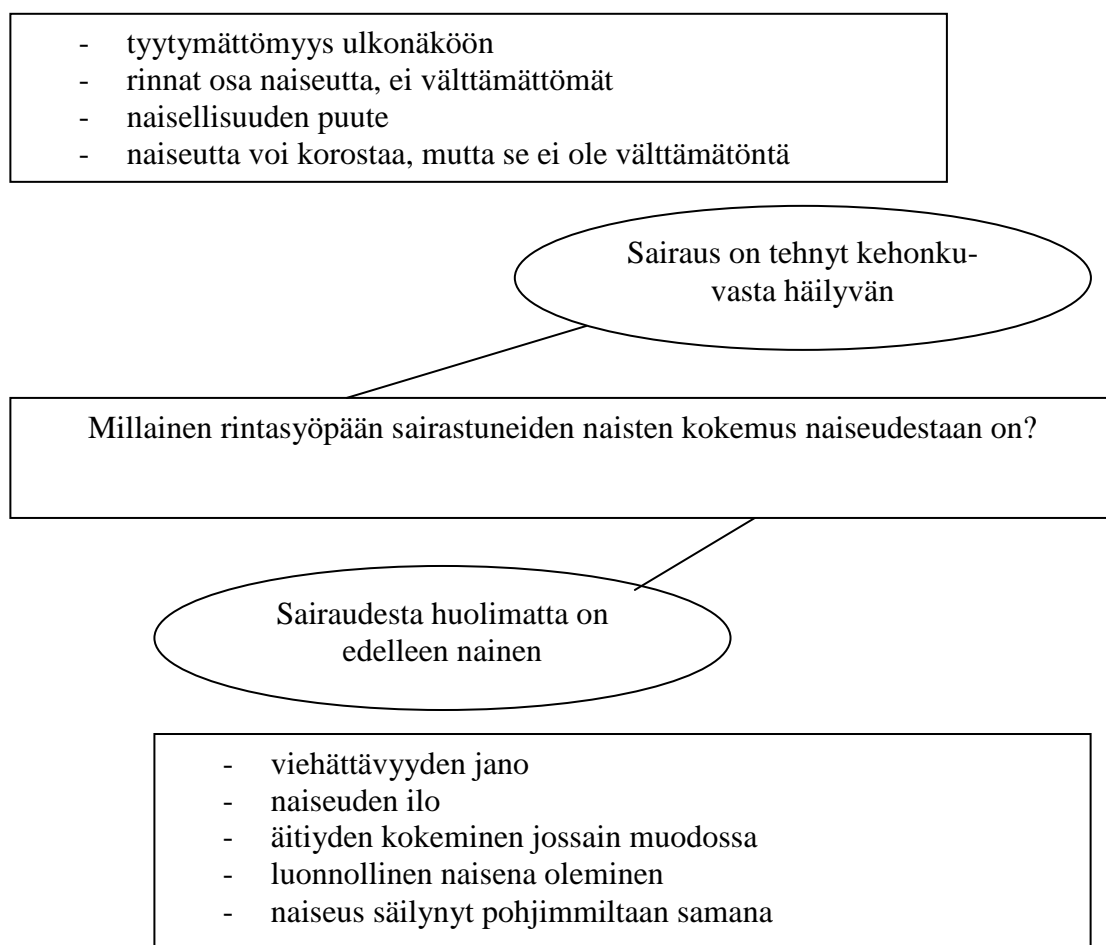 - tyytymättömyys ulkonäköön
- rinnat osa naiseutta, ei välttämättömät
- naisellisuuden puute
- naiseutta voi korostaa, mutta se ei ole välttämätöntä
Sairaus on tehnyt kehonku-
vasta häilyvän
Millainen rintasyöpään sairastuneiden naisten kokemus naiseudestaan on?
Sairaudesta huolimatta on
edelleen nainen
- viehättävyyden jano
- naiseuden ilo
- äitiyden kokeminen jossain muodossa
- luonnollinen naisena oleminen
- naiseus säilynyt pohjimmiltaan samana